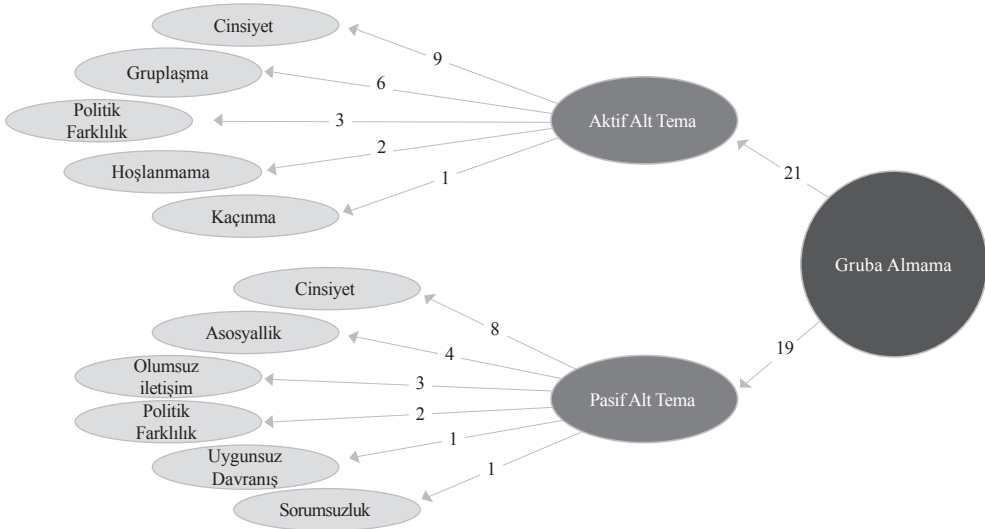 Cinsiyet
9
Gruplaşma
6
Politik
Farklılık
3
Aktif Alt Tema
Hoşlanmama
2
21
Kaçınma
1
Gruba Almama
Cinsiyet
8
Asosyallik
4
19
Olumsuz
iletişim
3
Pasif Alt Tema
Politik
Farklılık
2
Uygunsuz
Davranış
1
Sorumsuzluk
1